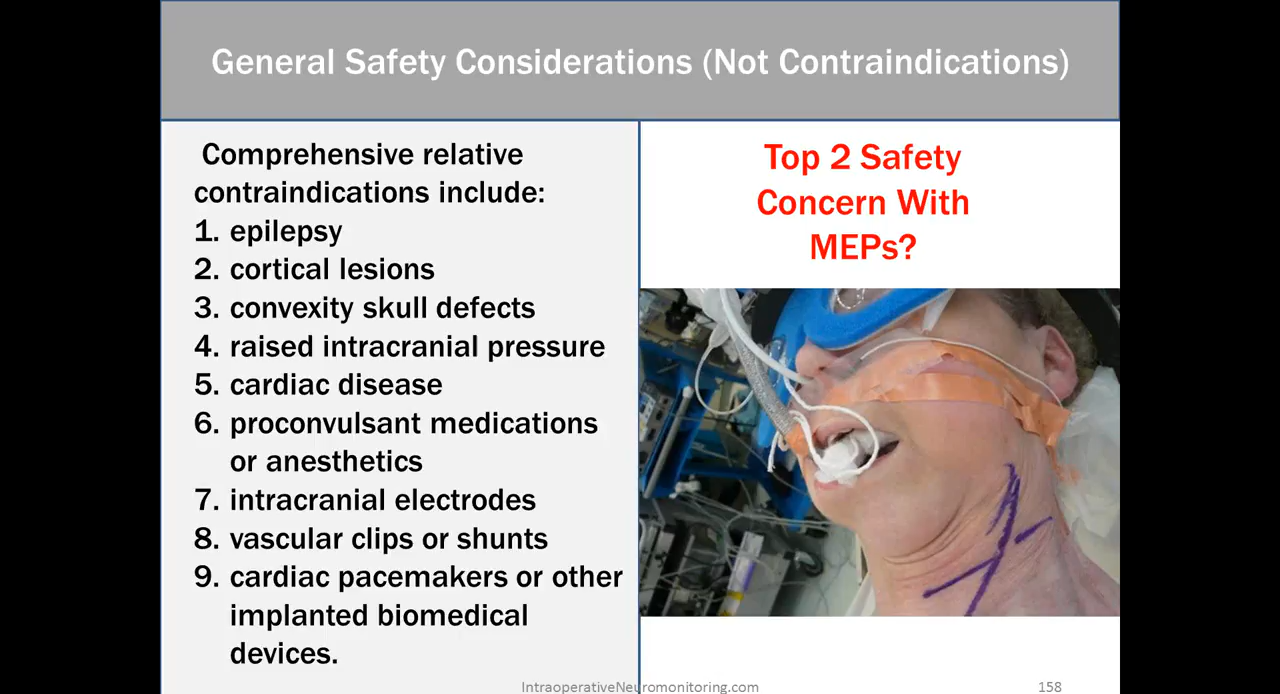 General Safety Considerations (Not Contraindications)
Comprehensive relative
contraindications include:
1. epilepsy
2. cortical lesions
3. convexity skull defects
4. raised intracranial pressure
5. cardiac disease
6. proconvulsant medications
or anesthetics
7. intracranial electrodes
8. vascular clips or shunts
9. cardiac pacemakers or other
implanted biomedical
devices.
Top 2 Safety
Concern With
MEPs?
IntraoperativeNeuromonitoring.com
158